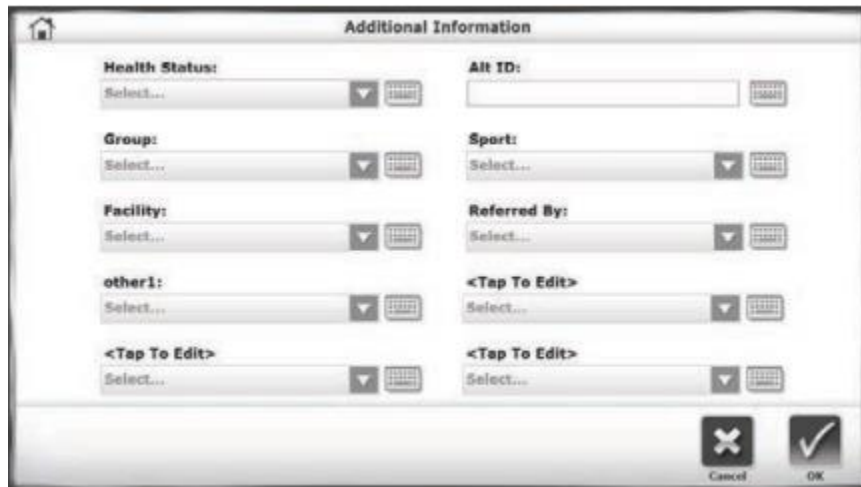 Additional Information
Health Status: Alt ID:
Select...
Group: Sport:
Select... Select...
Facility: Referred By:
Select... Select...
other1: <Tap To Edit>
Select... Select...
<Tap To Edit> <Tap To Edit>
Select... Select...
Cancel OK